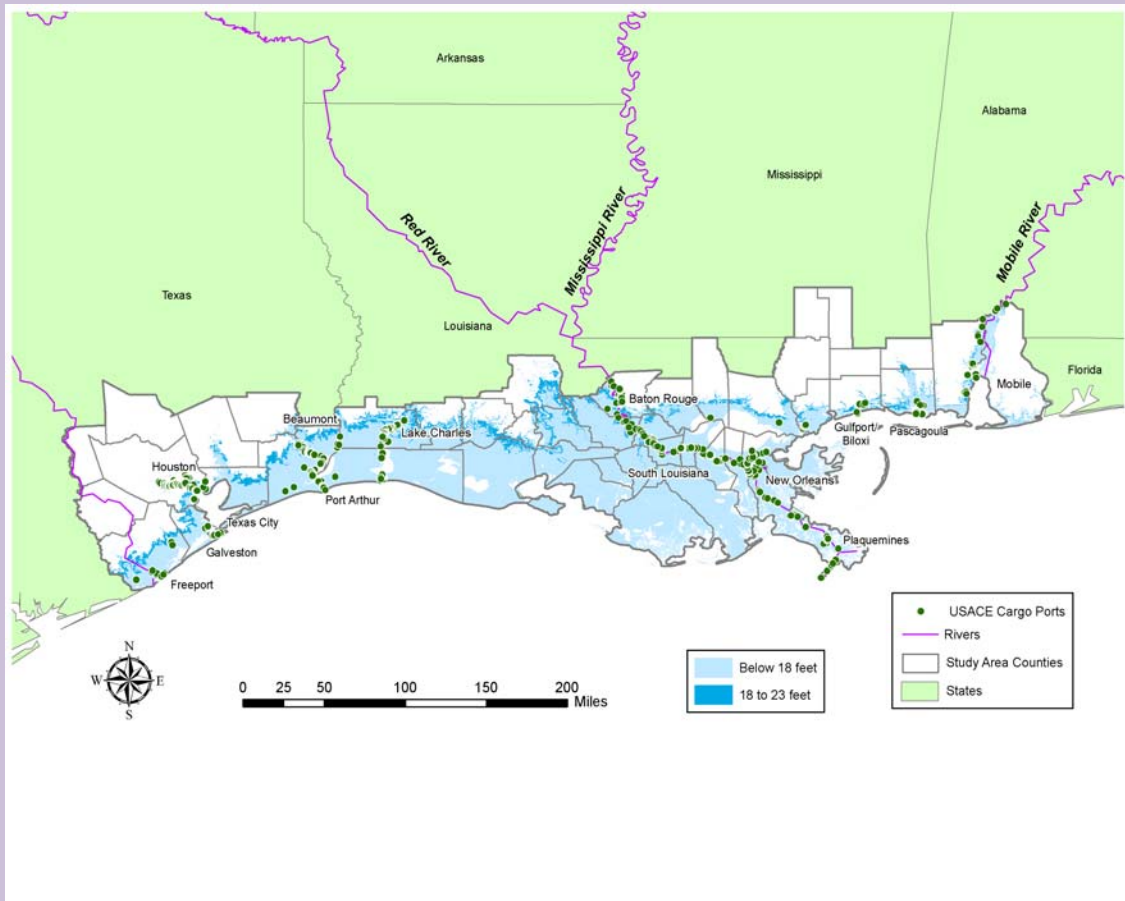 Arkansas
Alabama
Mississippi
Red River
Mississippi River
Mobile River
Texas
Louisiana
Florida
Mobile
Baton Rouge
Beaumont
Lake Charles
Gulfport/
Biloxi
Pascagoula
Houston
South Louisiana
New Orleans
Port Arthur
Texas City
Galveston
Plaquemines
Freeport
N
W E
S
0 25 50 100 150 200
Miles
Below 18 feet
18 to 23 feet
USACE Cargo Ports
Rivers
Study Area Counties
States